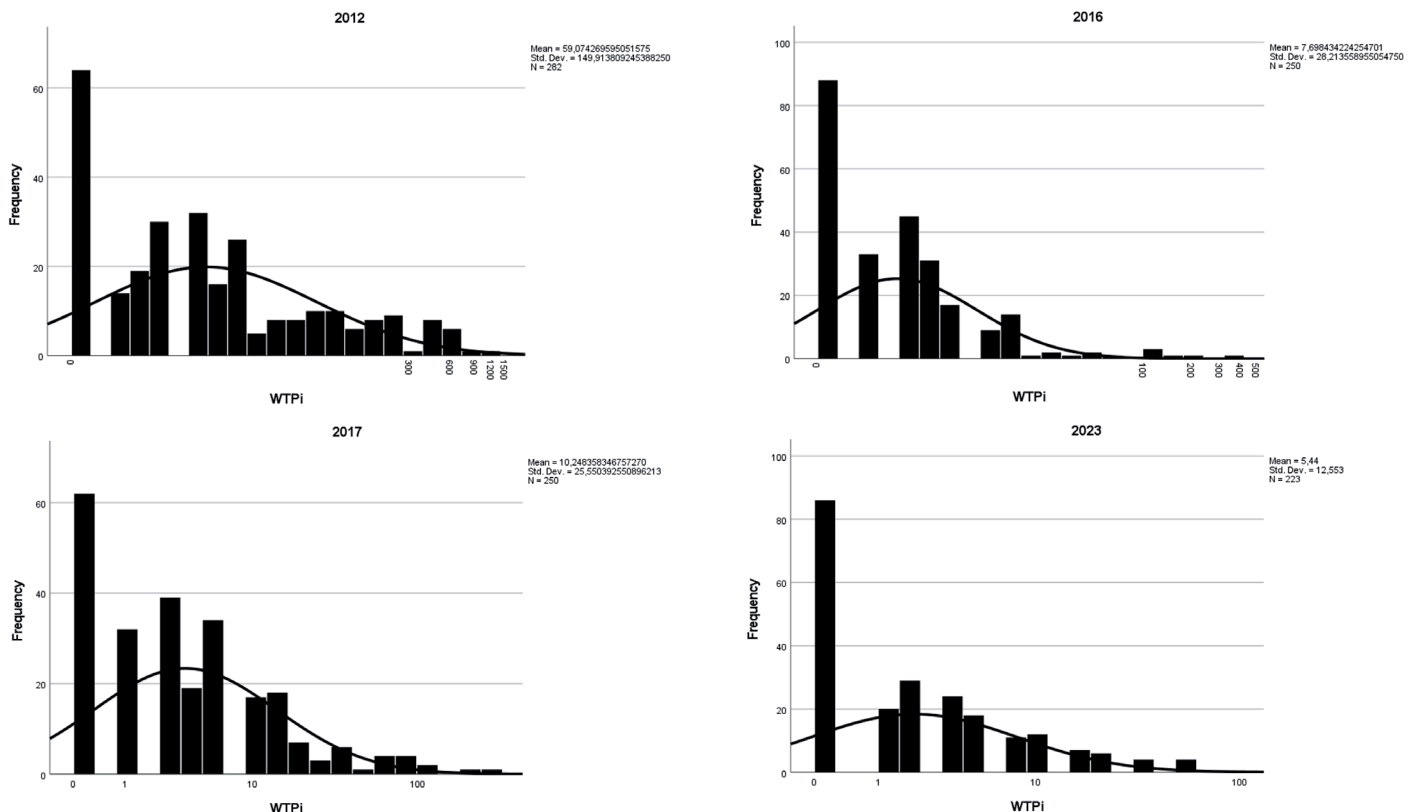 2012
Mean = 59,074269595051575
Std. Dev. = 149,913809245388250
N = 282
60
40
20
0
Frequency
0
300
600
900
1200
1500
WTPi
2016
Mean = 7,698434224254701
Std. Dev. = 28,213558955054750
N = 250
100
80
60
40
20
0
Frequency
0
100
200
300
400
500
WTPi
2017
Mean = 10,248358346757270
Std. Dev. = 25,550392550896213
N = 250
60
40
20
0
Frequency
0
1
10
100
WTPi
2023
Mean = 5,44
Std. Dev. = 12,553
N = 223
100
80
60
40
20
0
Frequency
0
1
10
100
WTPi